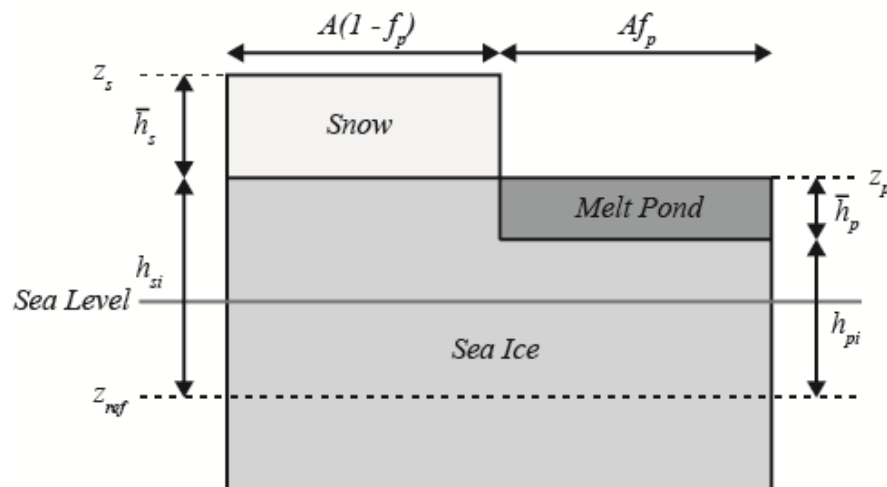 A(1 - f_p) Af_p
z_s
h̄_s Snow
z_p
Melt Pond h̄_p
h_si
Sea Level
h_pi
Sea Ice
z_ref